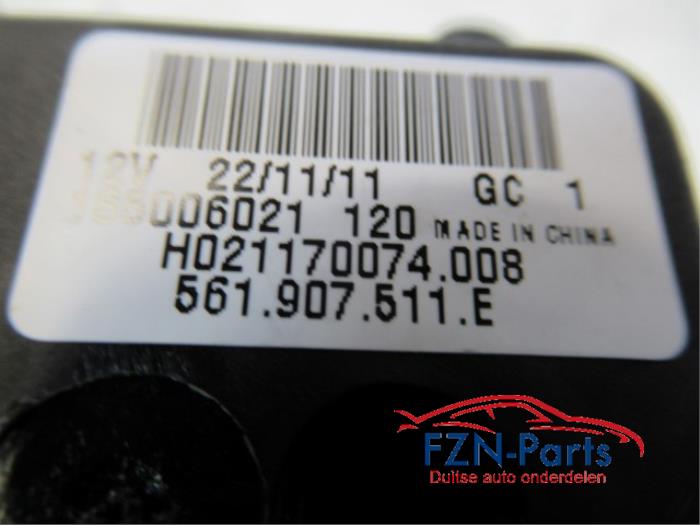 12V 22/11/11 GC 1
120 MADE IN CHINA
H021170074.008
561.907.511.E
FZN-Parts
Duitse auto onderdelen